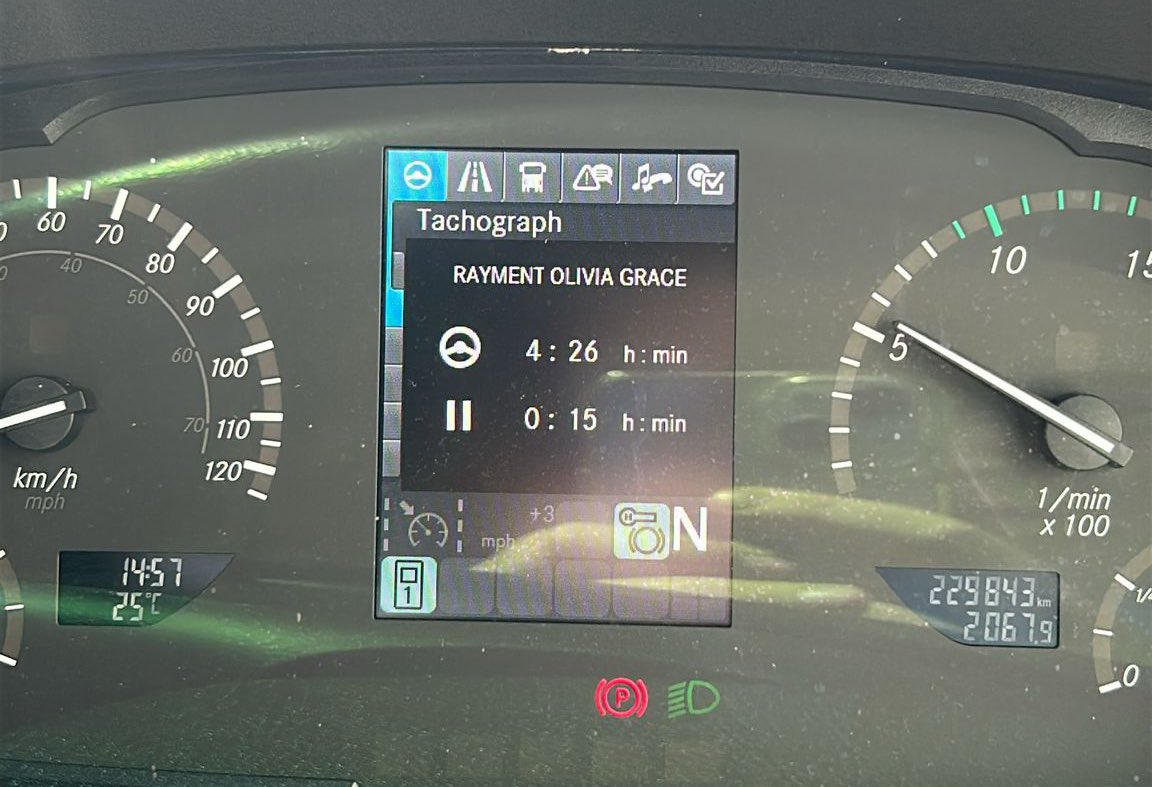 Tachograph
RAYMENT OLIVIA GRACE
4:26 h:min
0:15 h:min
+3
mph
N
1
60
70
80
90
100
110
120
40
50
60
70
km/h
mph
14:57
25°C
5
10
15
1/min
x 100
229843 km
2067.9
1/4
0
P